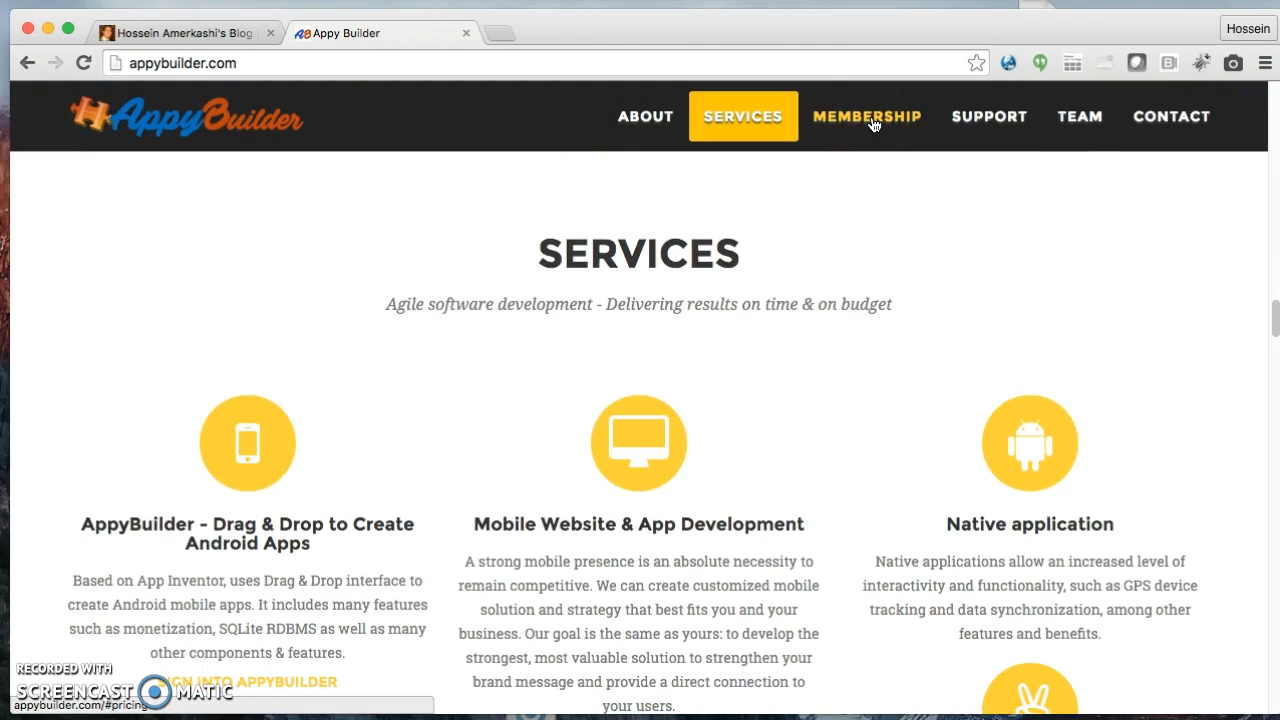 Hossein Amerkashi's Blog
Appy Builder
Hossein
appybuilder.com
AppyBuilder
ABOUT
SERVICES
MEMBERSHIP
SUPPORT
TEAM
CONTACT
SERVICES
Agile software development - Delivering results on time & on budget
AppyBuilder - Drag & Drop to Create
Android Apps
Based on App Inventor, uses Drag & Drop interface to
create Android mobile apps. It includes many features
such as monetization, SQLite RDBMS as well as many
other components & features.
SIGN INTO APPYBUILDER
Mobile Website & App Development
A strong mobile presence is an absolute necessity to
remain competitive. We can create customized mobile
solution and strategy that best fits you and your
business. Our goal is the same as yours: to develop the
strongest, most valuable solution to strengthen your
brand message and provide a direct connection to
your users.
Native application
Native applications allow an increased level of
interactivity and functionality, such as GPS device
tracking and data synchronization, among other
features and benefits.
RECORDED WITH
SCREENCAST MATIC
appybuilder.com/#pricing